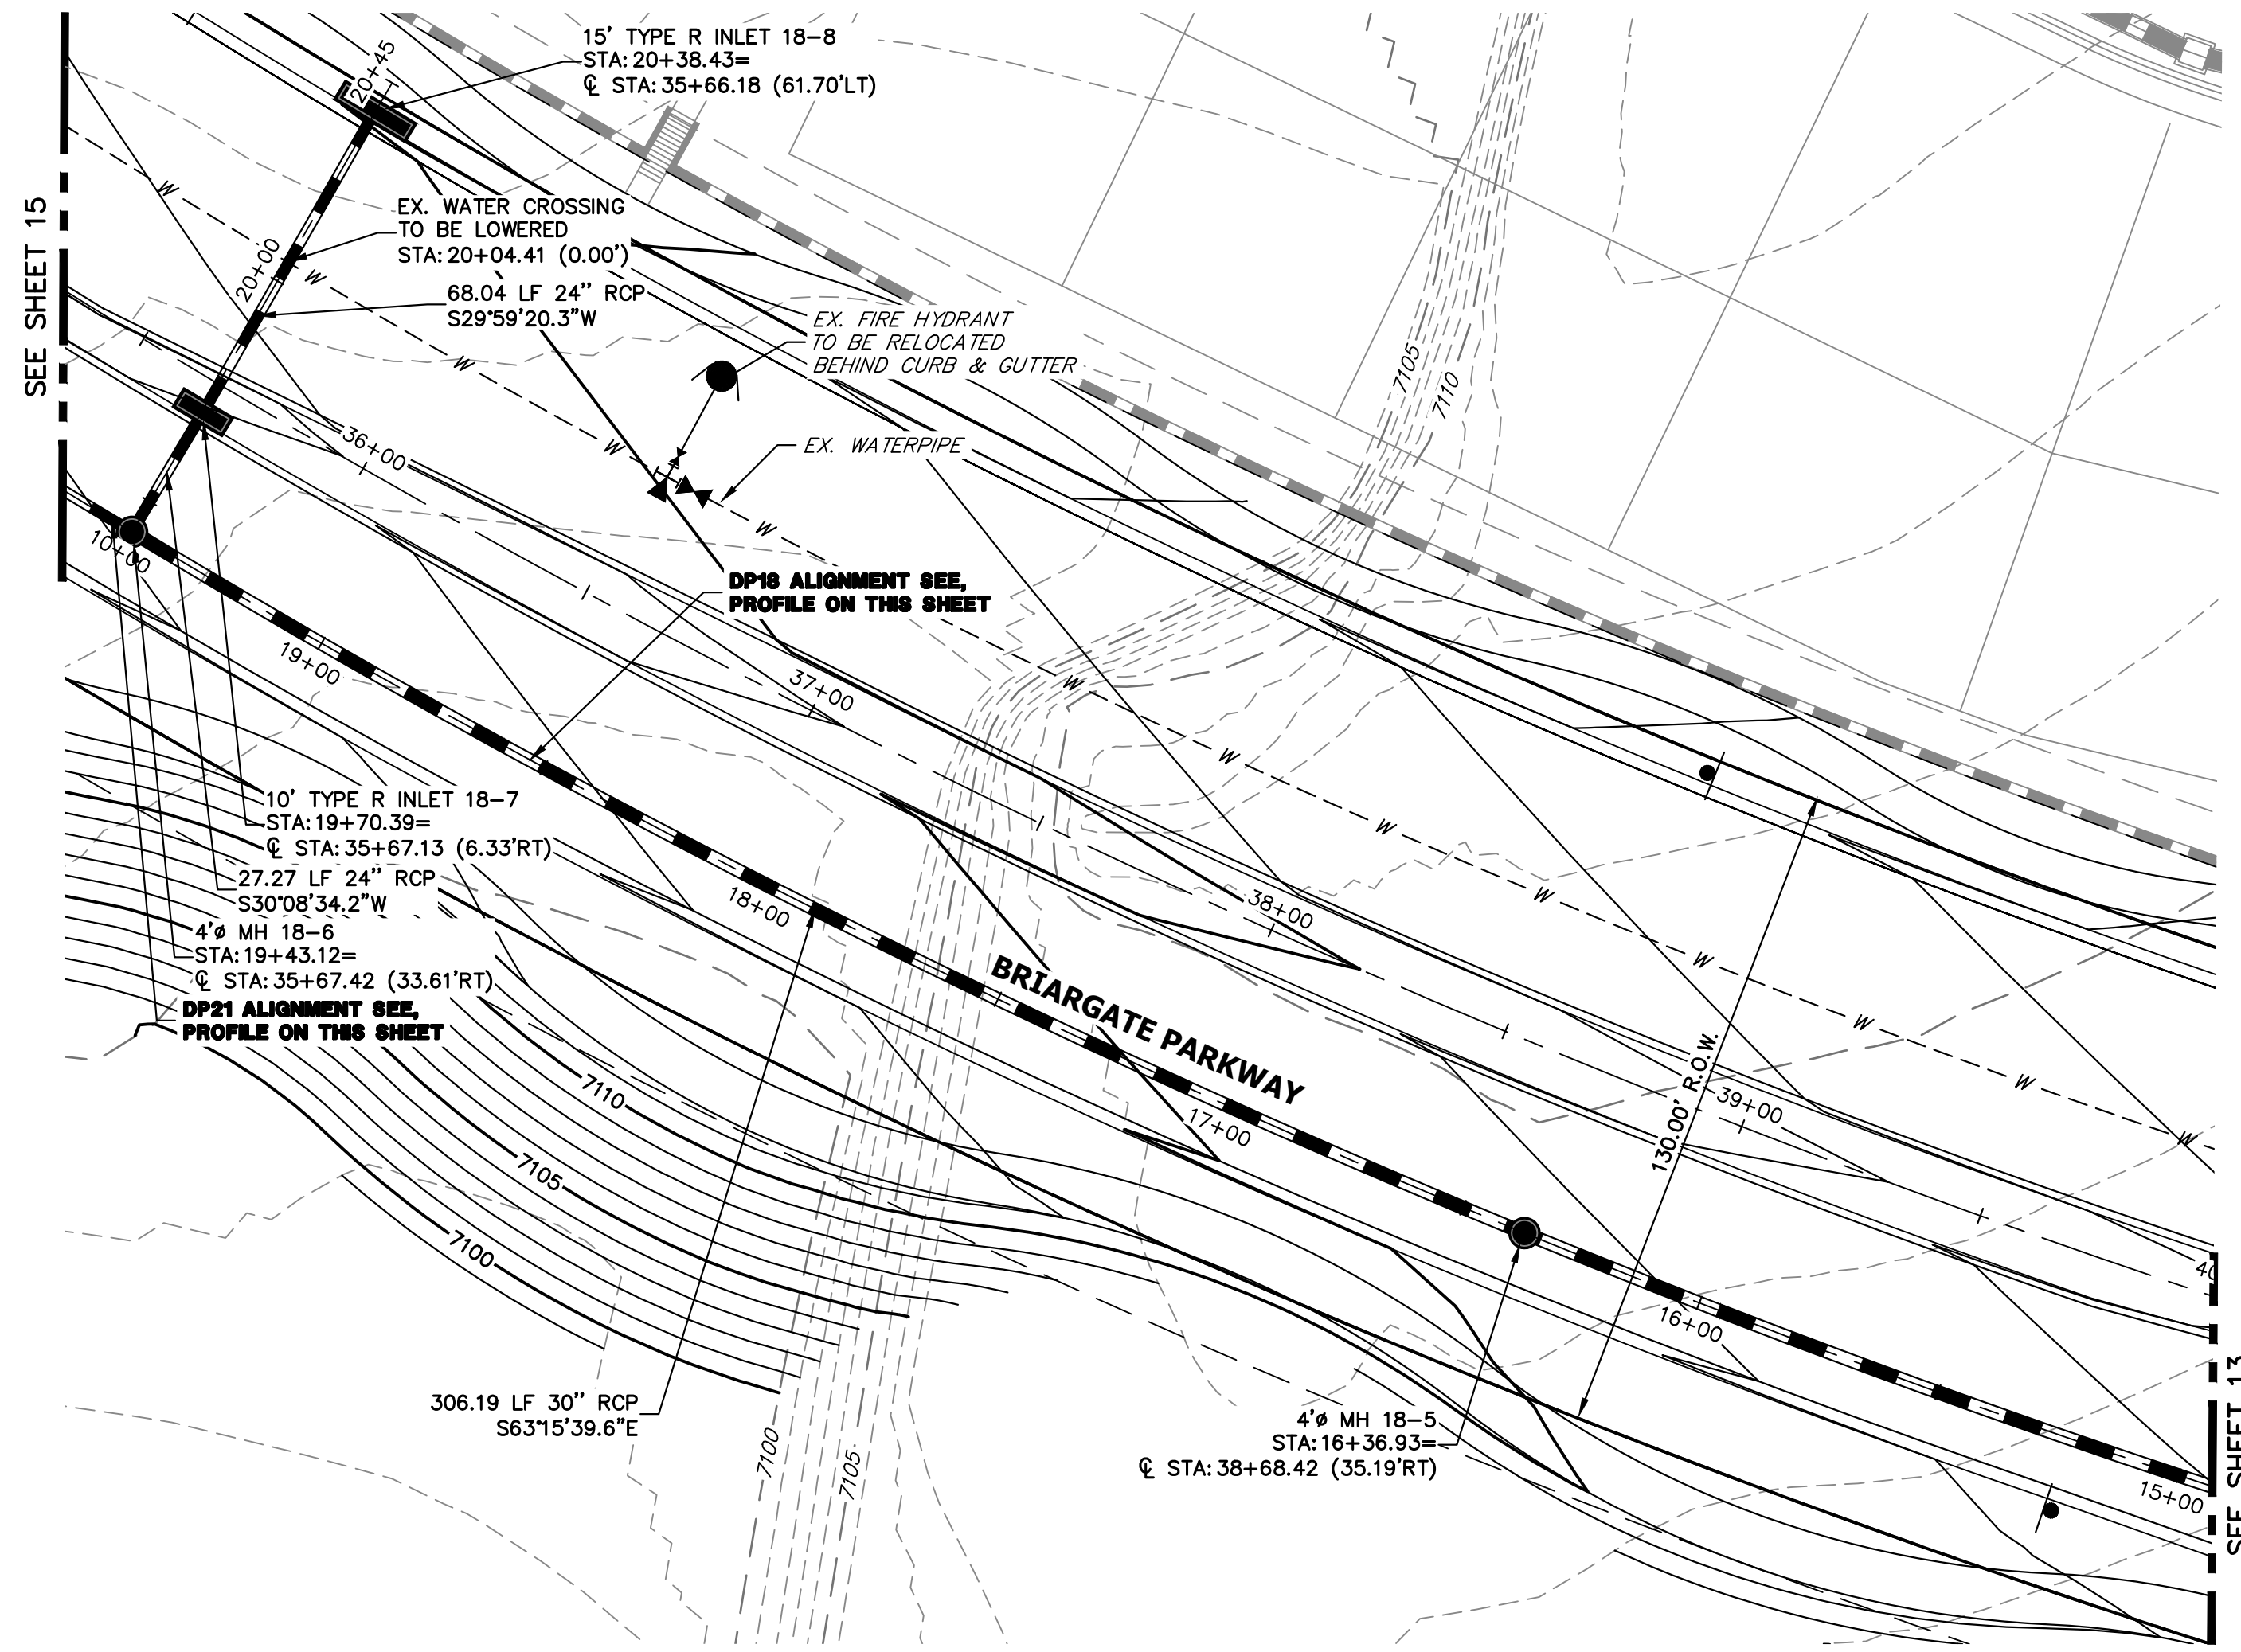 15' TYPE R INLET 18-8
STA: 20+38.43=
℄ STA: 35+66.18 (61.70'LT)
20+45
SEE SHEET 15
W
EX. WATER CROSSING
TO BE LOWERED
STA: 20+04.41 (0.00')
20+00
W
68.04 LF 24" RCP
S29°59'20.3"W
EX. FIRE HYDRANT
TO BE RELOCATED
BEHIND CURB & GUTTER
7105
7110
W
36+00
W
EX. WATERPIPE
W
10+00
DP18 ALIGNMENT SEE,
PROFILE ON THIS SHEET
19+00
37+00
W
W
10' TYPE R INLET 18-7
STA: 19+70.39=
℄ STA: 35+67.13 (6.33'RT)
W
27.27 LF 24" RCP
S30°08'34.2"W
18+00
38+00
W
4'ø MH 18-6
STA: 19+43.12=
℄ STA: 35+67.42 (33.61'RT)
W
DP21 ALIGNMENT SEE,
PROFILE ON THIS SHEET
BRIARGATE PARKWAY
W
7110
17+00
130.00' R.O.W.
39+00
W
W
7105
7100
16+00
40
306.19 LF 30" RCP
S63°15'39.6"E
7100
7105
4'ø MH 18-5
STA: 16+36.93=
℄ STA: 38+68.42 (35.19'RT)
15+00
SEE SHEET 13